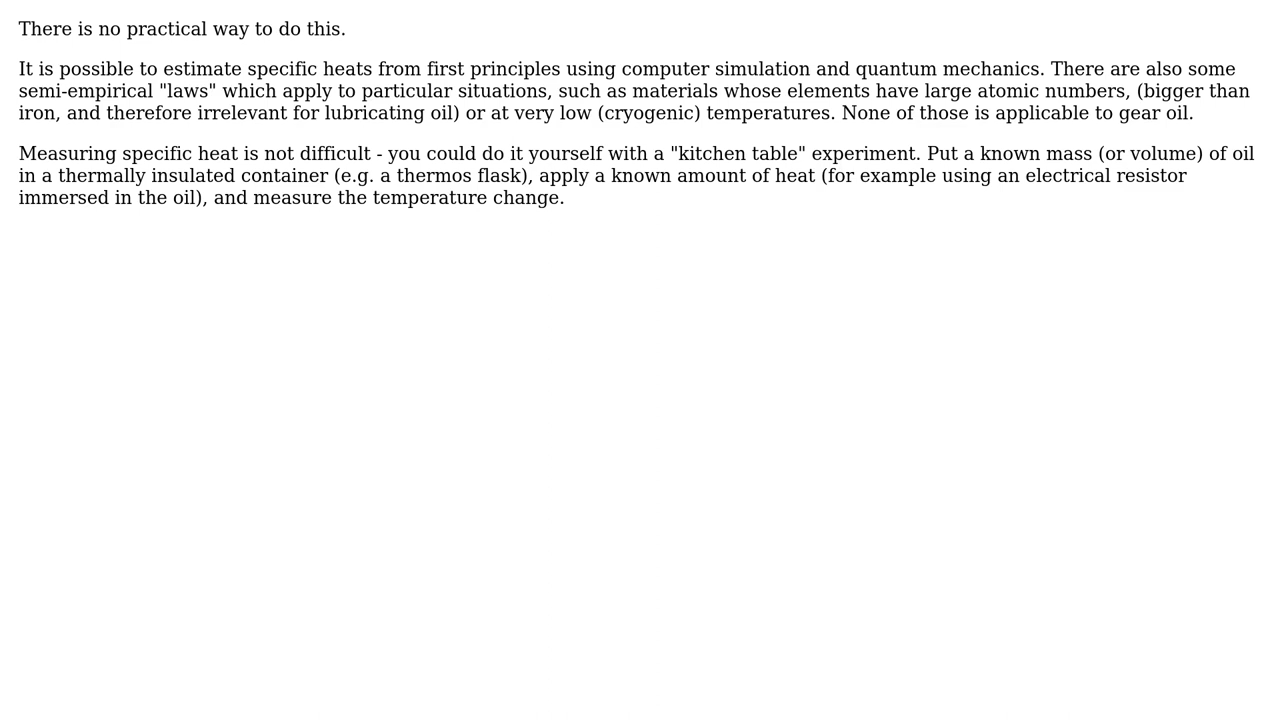 There is no practical way to do this.
It is possible to estimate specific heats from first principles using computer simulation and quantum mechanics. There are also some
semi-empirical "laws" which apply to particular situations, such as materials whose elements have large atomic numbers, (bigger than
iron, and therefore irrelevant for lubricating oil) or at very low (cryogenic) temperatures. None of those is applicable to gear oil.
Measuring specific heat is not difficult - you could do it yourself with a "kitchen table" experiment. Put a known mass (or volume) of oil
in a thermally insulated container (e.g. a thermos flask), apply a known amount of heat (for example using an electrical resistor
immersed in the oil), and measure the temperature change.